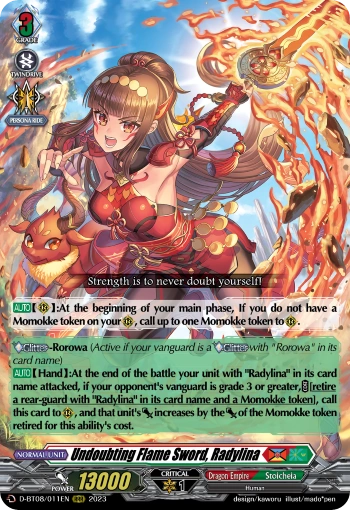 3
GRADE
TWINDRIVE
PERSONA RIDE
Strength is to never doubt yourself!
AUTO【 】:At the beginning of your main phase, If you do not have a
Momokke token on your , call up to one Momokke token to .
-Rorowa (Active if your vanguard is a with "Rorowa" in its
card name)
AUTO【Hand】:At the end of the battle your unit with "Radylina" in its card
name attacked, if your opponent's vanguard is grade 3 or greater, [retire
a rear-guard with "Radylina" in its card name and a Momokke token], call
this card to , and that unit's increases by the of the Momokke token
retired for this ability's cost.
NORMAL UNIT
Undoubting Flame Sword, Radylina
POWER 13000
CRITICAL
1
Dragon Empire
Stoicheia
Human
D-BT08/011EN
2023
design/kaworu illust/mado*pen